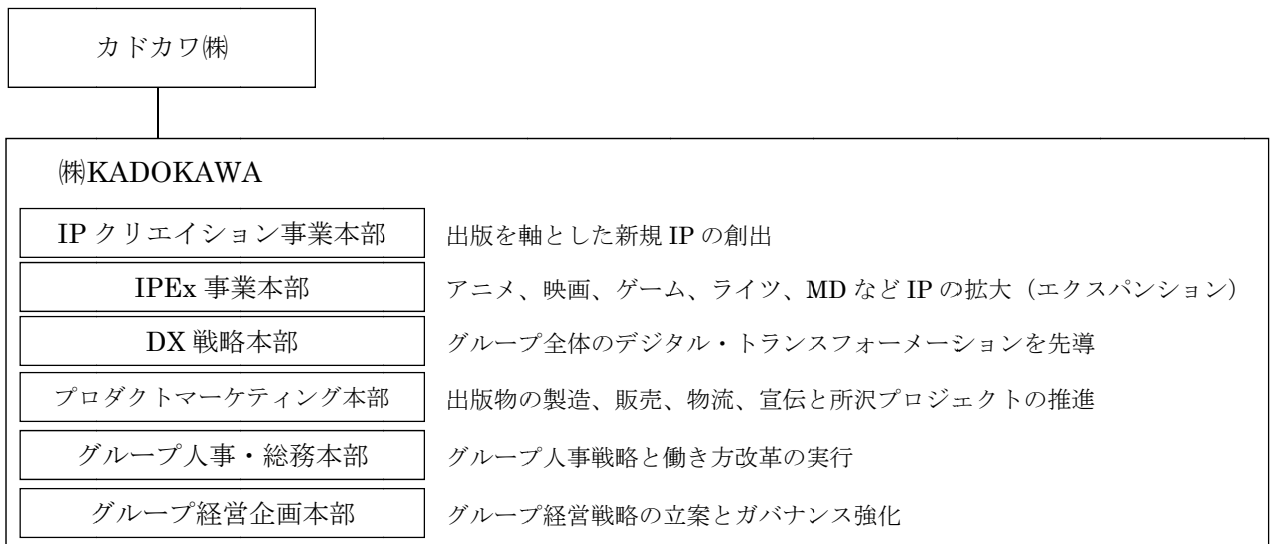 カドカワ㈱
㈱KADOKAWA
IP クリエイション事業本部 出版を軸とした新規 IP の創出
IPEx 事業本部 アニメ、映画、ゲーム、ライツ、MD など IP の拡大（エクスパンション）
DX 戦略本部 グループ全体のデジタル・トランスフォーメーションを先導
プロダクトマーケティング本部 出版物の製造、販売、物流、宣伝と所沢プロジェクトの推進
グループ人事・総務本部 グループ人事戦略と働き方改革の実行
グループ経営企画本部 グループ経営戦略の立案とガバナンス強化